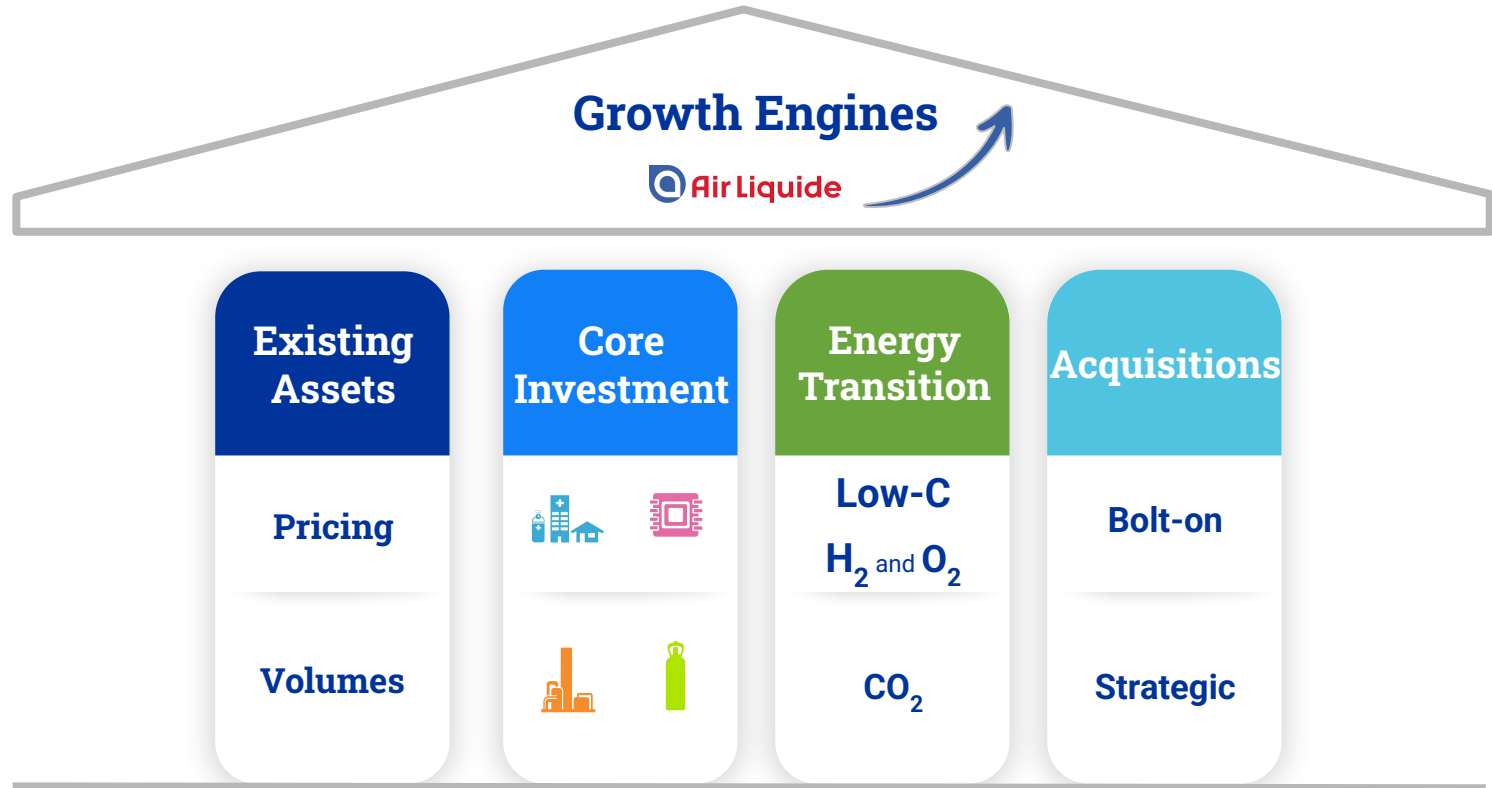 Growth Engines
Air Liquide
Existing
Assets
Pricing
Volumes
Core
Investment
Energy
Transition
Low-C
H₂ and O₂
CO₂
Acquisitions
Bolt-on
Strategic